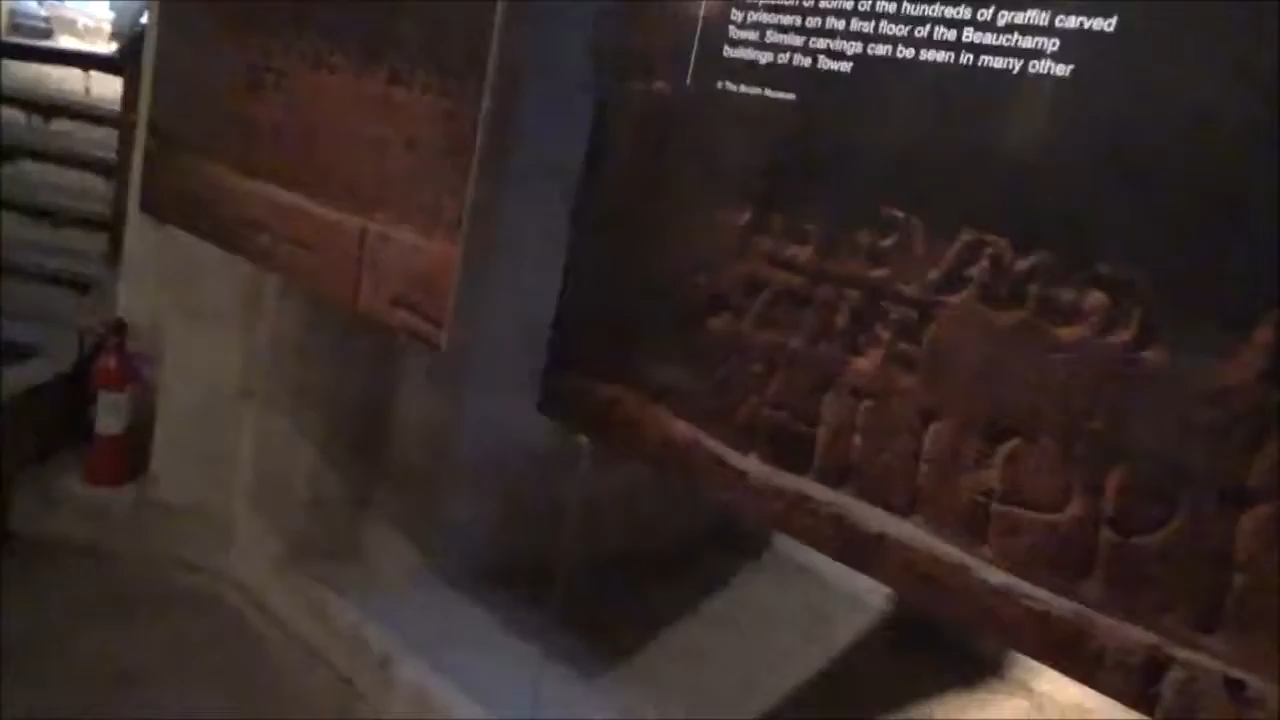 of some of the hundreds of graffiti carved
by prisoners on the first floor of the Beauchamp
Tower. Similar carvings can be seen in many other
buildings of the Tower
© The British Museum